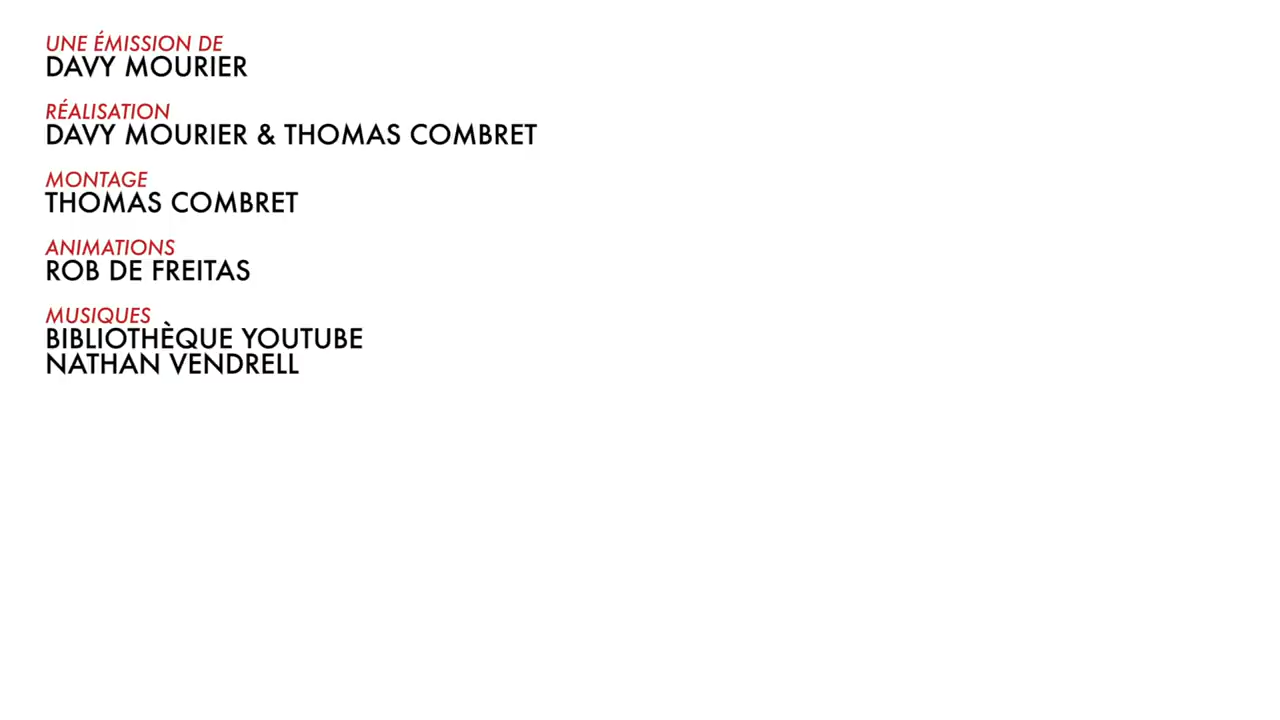 UNE ÉMISSION DE
DAVY MOURIER
RÉALISATION
DAVY MOURIER & THOMAS COMBRET
MONTAGE
THOMAS COMBRET
ANIMATIONS
ROB DE FREITAS
MUSIQUES
BIBLIOTHÈQUE YOUTUBE
NATHAN VENDRELL